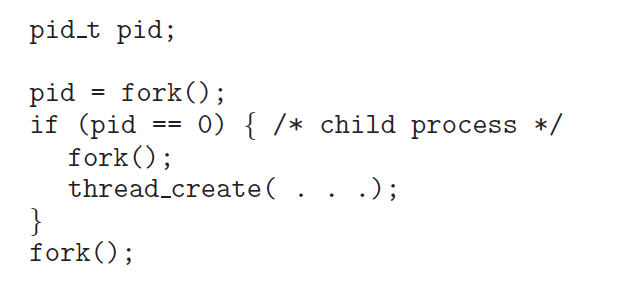 pid_t pid;
pid = fork();
if (pid == 0) { /* child process */
fork();
thread_create( . . .);
}
fork();